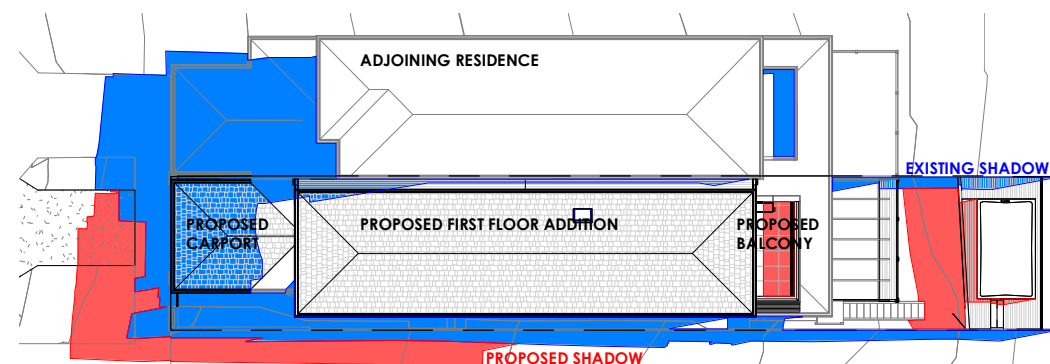 ADJOINING RESIDENCE
EXISTING SHADOW
PROPOSED
CARPORT
PROPOSED FIRST FLOOR ADDITION
PROPOSED
BALCONY
PROPOSED SHADOW